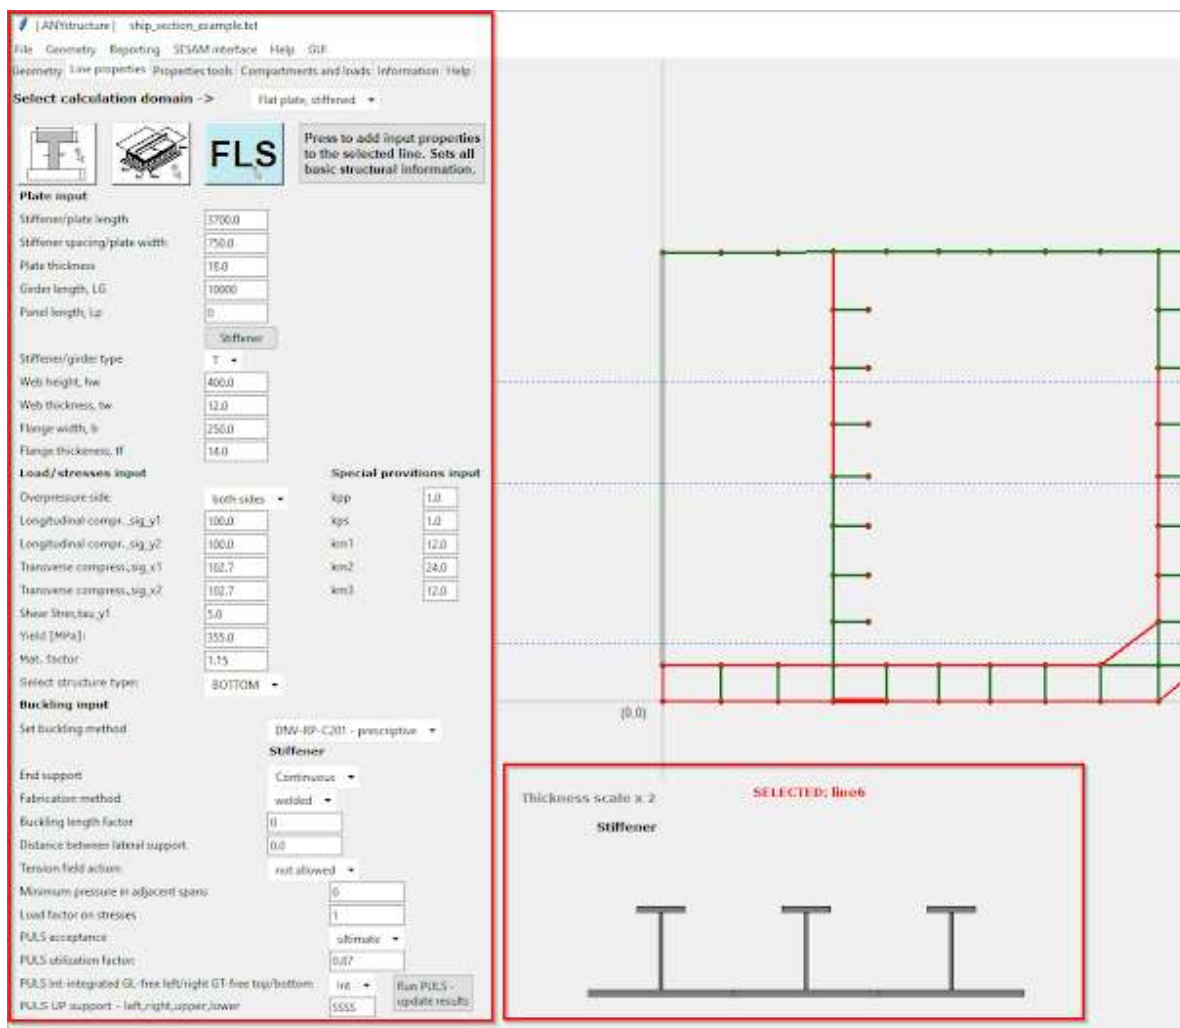 | ANYstructure |    ship_section_example.txt
File  Geometry  Reporting  SESAM interface  Help  GUI
Geometry  Line properties  Properties tools  Compartments and loads  Information  Help
Select calculation domain ->  Flat plate, stiffened
FLS
Press to add input properties
to the selected line. Sets all
basic structural information.
Plate input
Stiffener/plate length  3700.0
Stiffener spacing/plate width  750.0
Plate thickness  18.0
Girder length, LG  10000
Panel length, Lp  0
Stiffener
Stiffener/girder type  T
Web height, hw  400.0
Web thickness, tw  12.0
Flange width, b  250.0
Flange thickeness, tf  14.0
Load/stresses input  Special provitions input
Overpressure side  both sides  kpp  1.0
Longitudinal compr.,sig_y1  100.0  kps  1.0
Longitudinal compr.,sig_y2  100.0  km1  12.0
Transverse compress.,sig_x1  102.7  km2  24.0
Transverse compress.,sig_x2  102.7  km3  12.0
Shear Stres,tau_y1  5.0
Yield [MPa]:  355.0
Mat. factor  1.15
Select structure type:  BOTTOM
Buckling input
Set buckling method  DNV-RP-C201 - prescriptive
Stiffener
End support  Continuous
Fabrication method  welded
Buckling length factor  0
Distance between lateral support  0.0
Tension field action:  not allowed
Minimum pressure in adjacent spans  0
Load factor on stresses  1
PULS acceptance  ultimate
PULS utilization factor:  0.87
PULS Int-integrated GL-free left/right GT-free top/bottom:  Int  Run PULS -
PULS UP support - left,right,upper,lower  SSSS  update results
(0,0)
Thickness scale x 2  SELECTED: line6
Stiffener